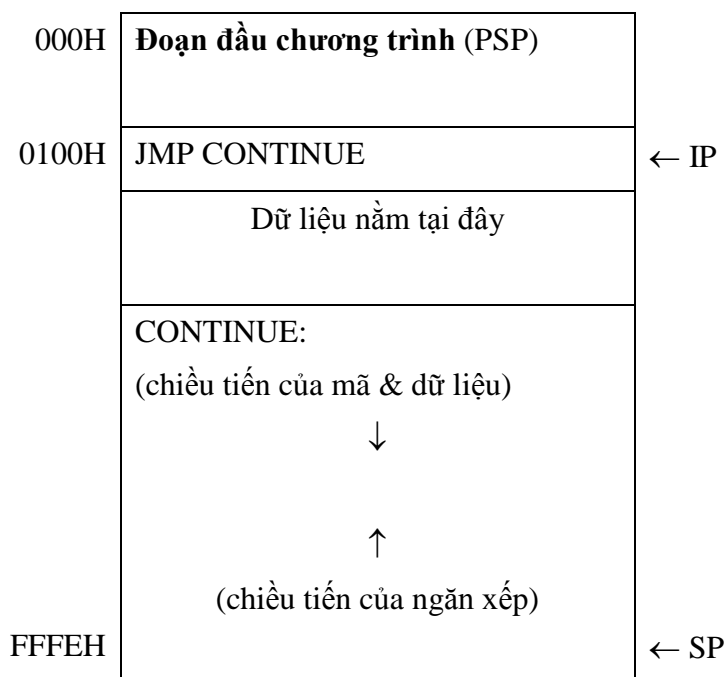 000H Đoạn đầu chương trình (PSP)
0100H JMP CONTINUE ← IP
Dữ liệu nằm tại đây
CONTINUE:
(chiều tiến của mã & dữ liệu)
↓
↑
(chiều tiến của ngăn xếp)
FFFEH ← SP